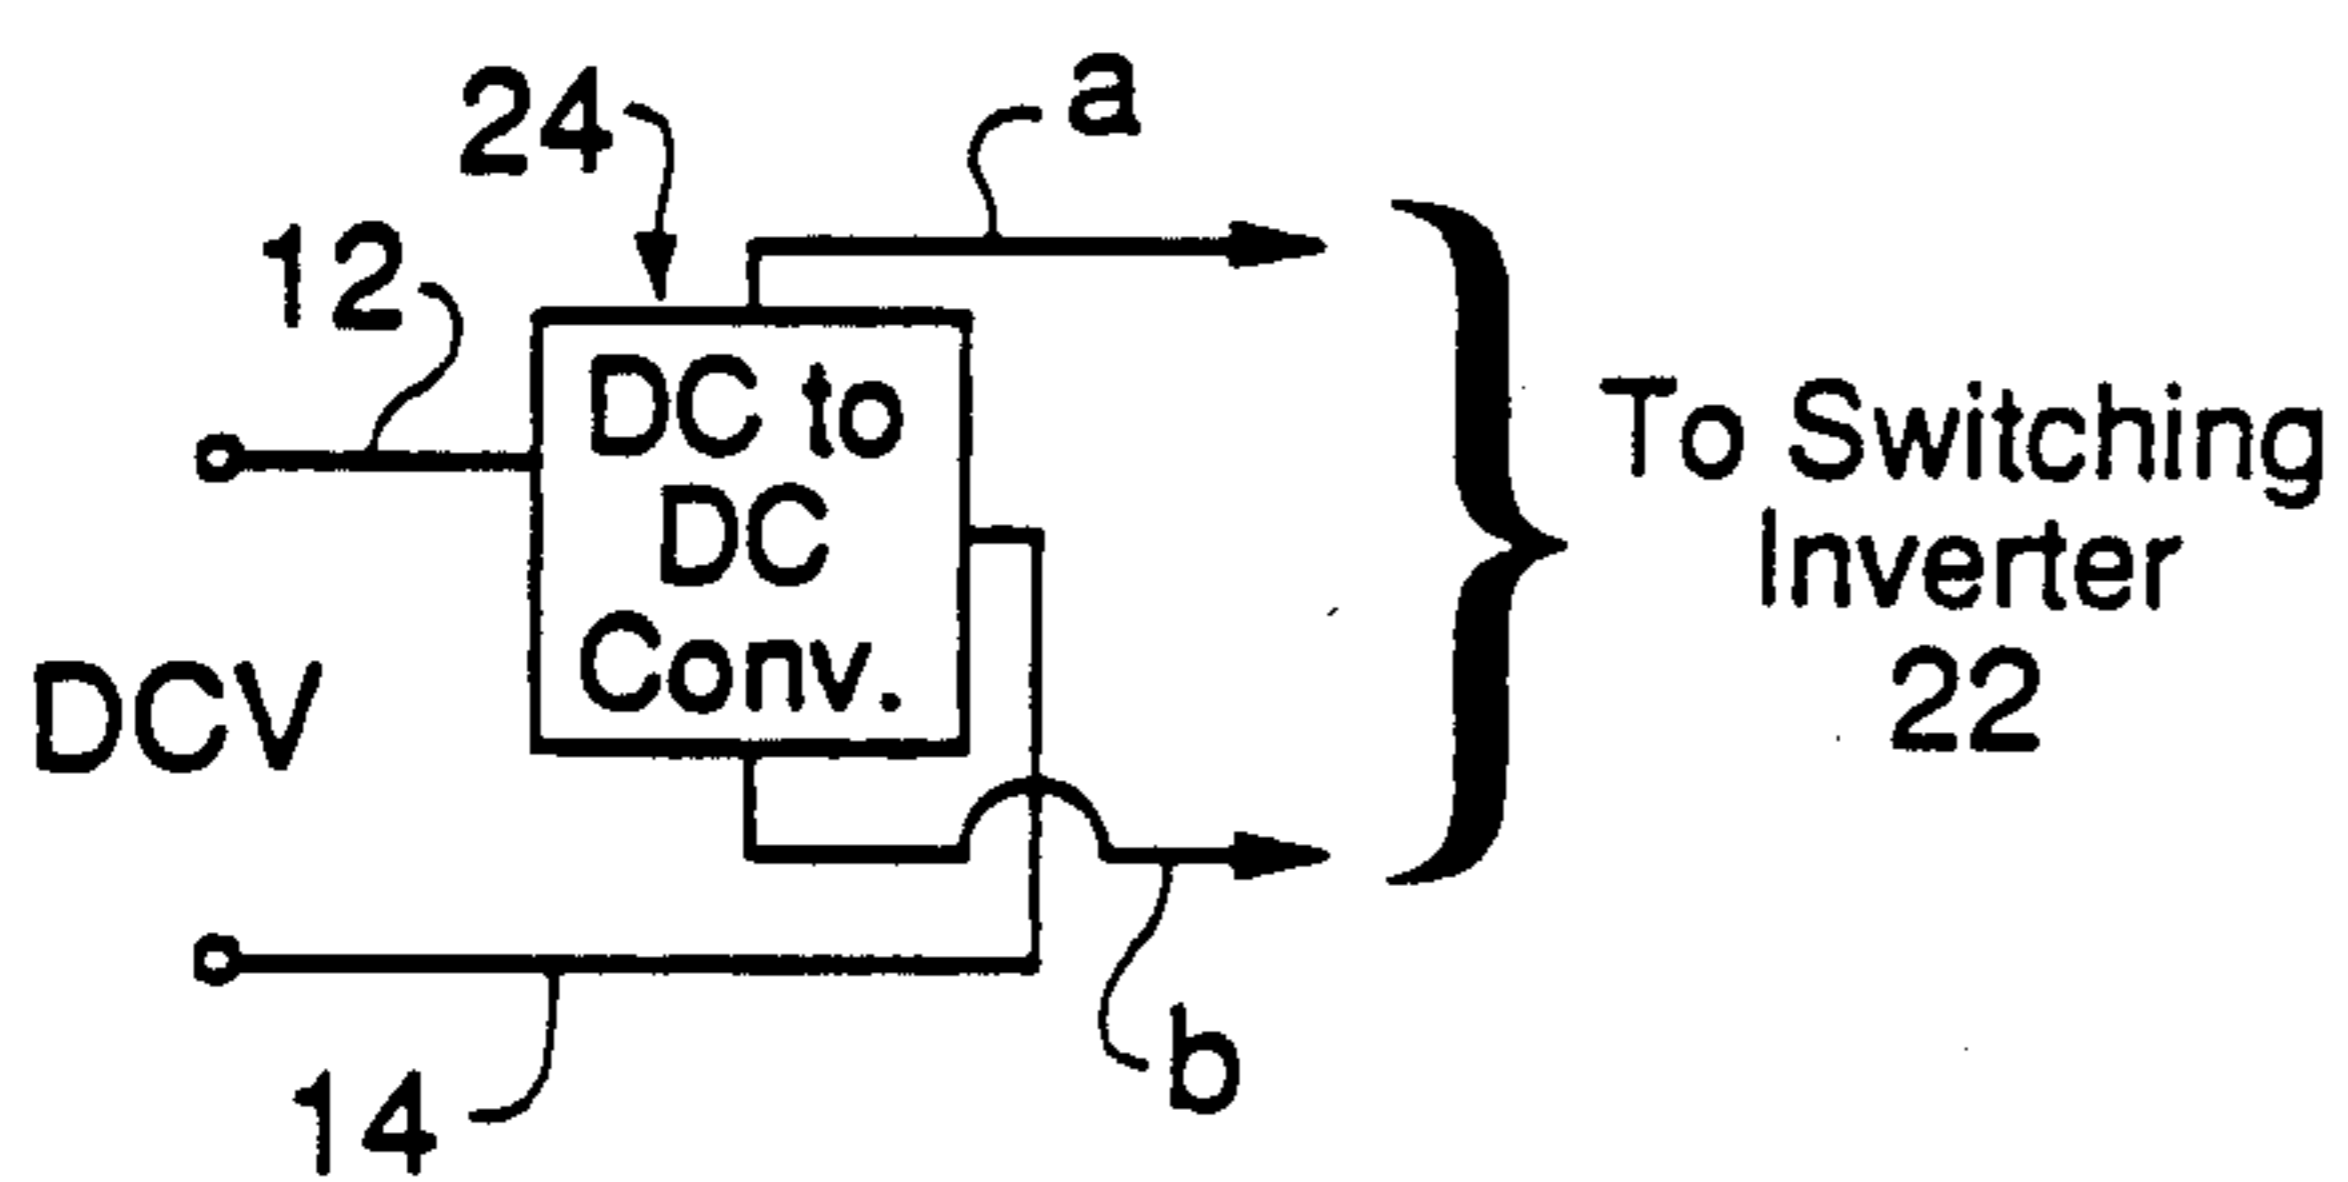 a
24
12
DC to
DC
Conv.
To Switching
Inverter
22
DCV
b
14